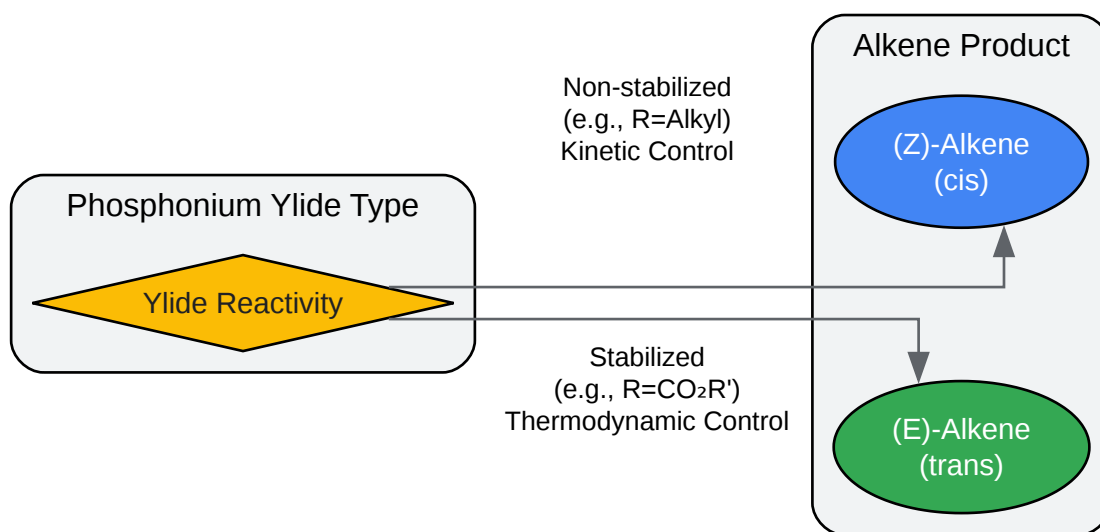 Phosphonium Ylide Type
Ylide Reactivity
Non-stabilized
(e.g., R=Alkyl)
Kinetic Control
Stabilized
(e.g., R=CO₂R')
Thermodynamic Control
Alkene Product
(Z)-Alkene
(cis)
(E)-Alkene
(trans)